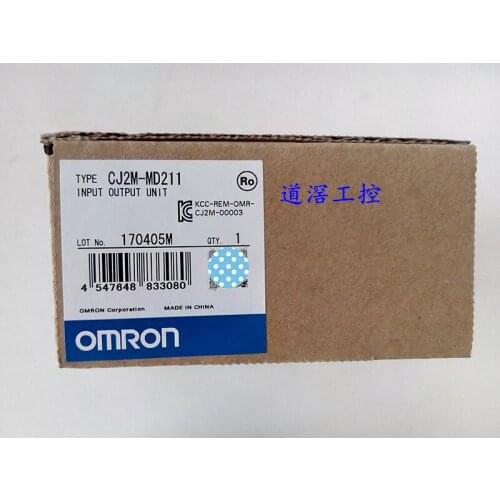 TYPE CJ2M-MD211
INPUT OUTPUT UNIT
Ro
KCC-REM-OMR-
CJ2M-00003
道滘工控
LOT No. 170405M QTY. 1
4 547648 833080
OMRON Corporation MADE IN CHINA
OMRON